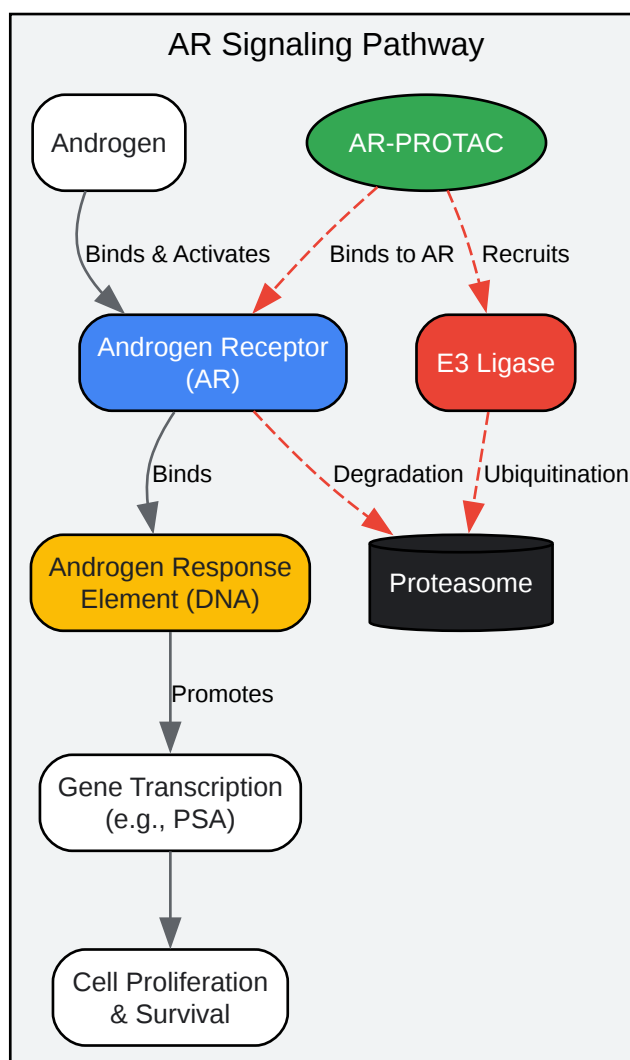 AR Signaling Pathway
Androgen
AR-PROTAC
Binds & Activates
Binds to AR
Recruits
Androgen Receptor
(AR)
E3 Ligase
Binds
Degradation
Ubiquitination
Androgen Response
Element (DNA)
Proteasome
Promotes
Gene Transcription
(e.g., PSA)
Cell Proliferation
& Survival